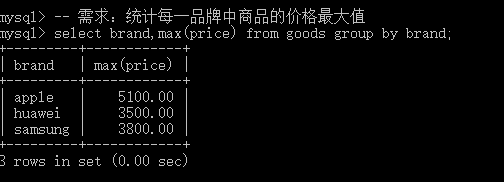 mysql> -- 需求：统计每一品牌中商品的价格最大值
mysql> select brand,max(price) from goods group by brand;
+---------+------------+
| brand   | max(price) |
+---------+------------+
| apple   |    5100.00 |
| huawei  |    3500.00 |
| samsung |    3800.00 |
+---------+------------+
3 rows in set (0.00 sec)